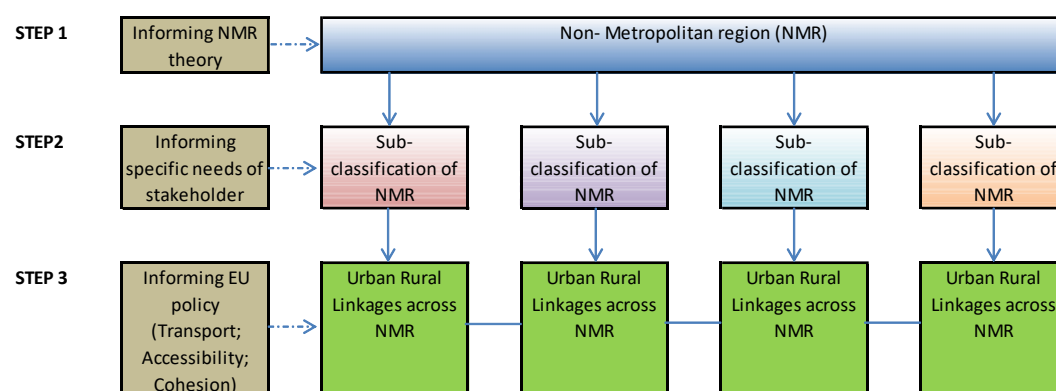 STEP 1
Informing NMR
theory
Non- Metropolitan region (NMR)
STEP2
Informing
specific needs of
stakeholder
Sub-
classification of
NMR
Sub-
classification of
NMR
Sub-
classification of
NMR
Sub-
classification of
NMR
STEP 3
Informing EU
policy
(Transport;
Accessibility;
Cohesion)
Urban Rural
Linkages across
NMR
Urban Rural
Linkages across
NMR
Urban Rural
Linkages across
NMR
Urban Rural
Linkages across
NMR